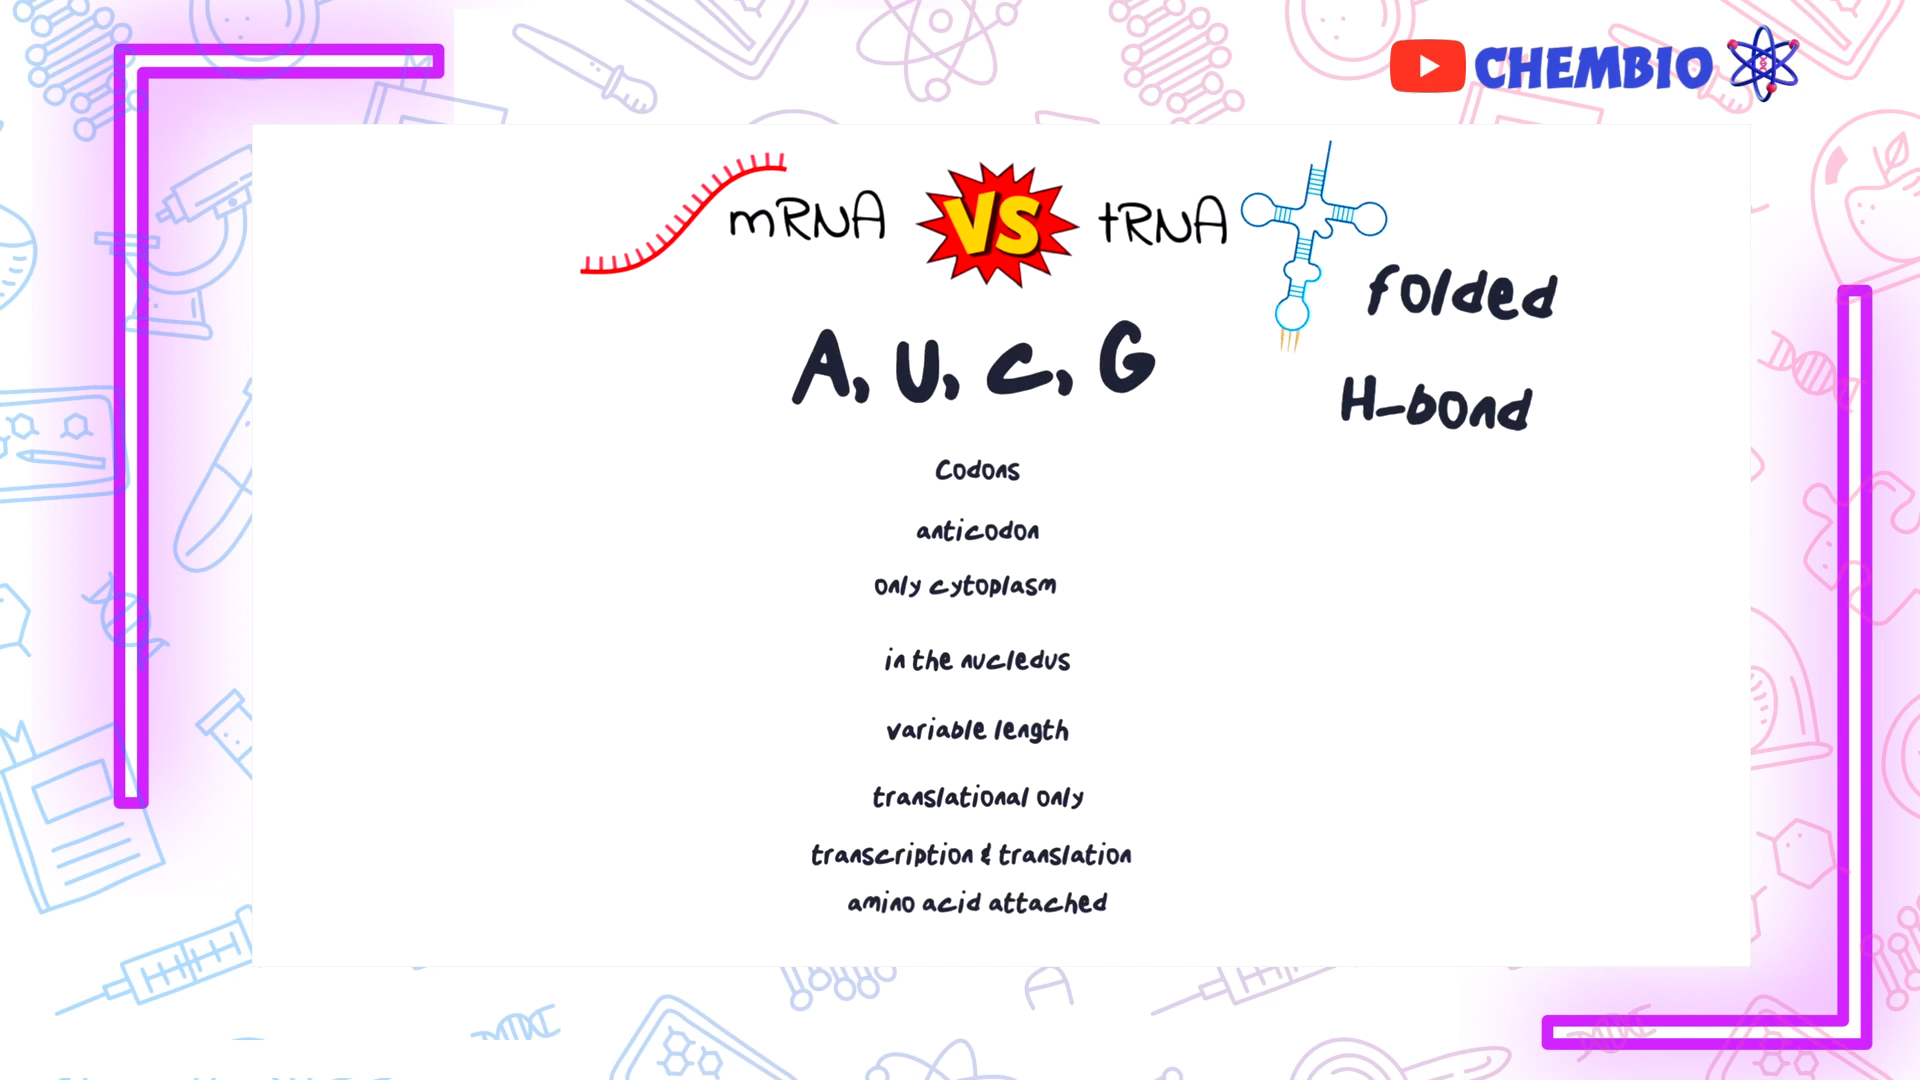 CHEMBIO
mRNA VS tRNA
folded
A, U, C, G
H-bond
Codons
anticodon
only cytoplasm
in the nucledus
variable length
translational only
transcription & translation
amino acid attached